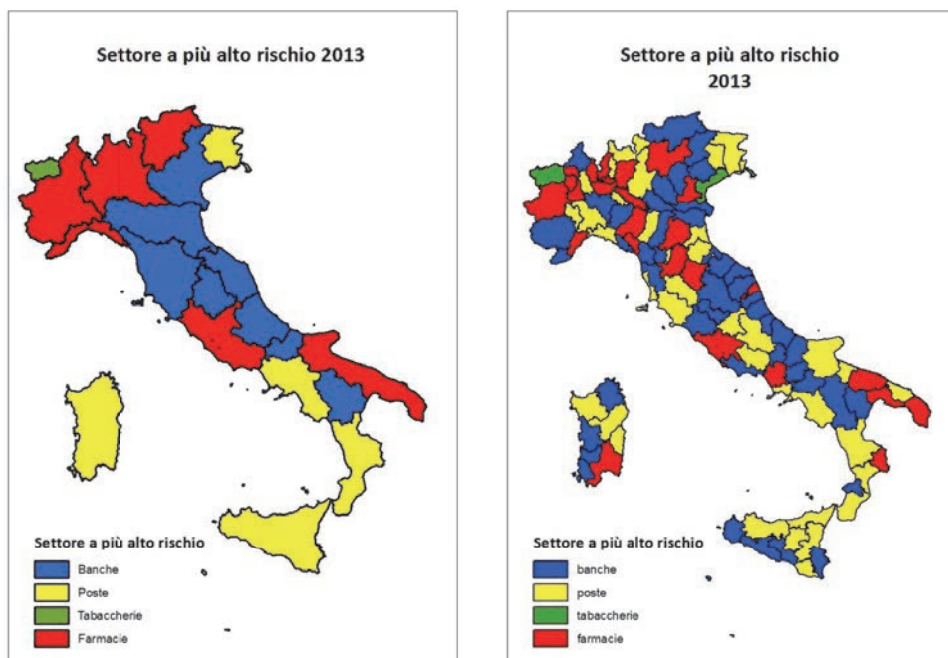 Settore a più alto rischio 2013
Settore a più alto rischio
Banche
Poste
Tabaccherie
Farmacie
Settore a più alto rischio
2013
Settore a più alto rischio
banche
poste
tabaccherie
farmacie